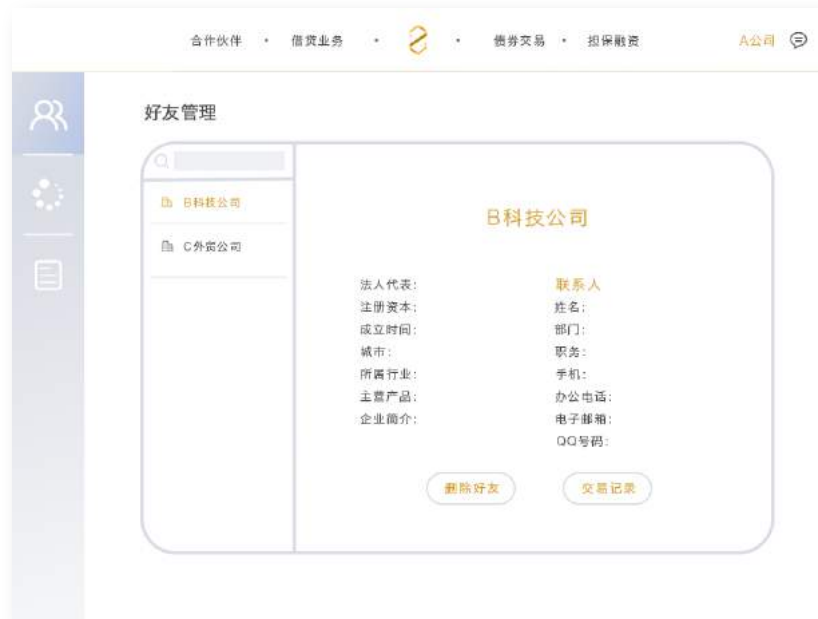 合作伙伴 · 借贷业务 · · 债券交易 · 担保融资 A公司
好友管理
B科技公司
C外贸公司
B科技公司
法人代表:
注册资本:
成立时间:
城市:
所属行业:
主营产品:
企业简介:
联系人
姓名:
部门:
职务:
手机:
办公电话:
电子邮箱:
QQ号码:
删除好友
交易记录